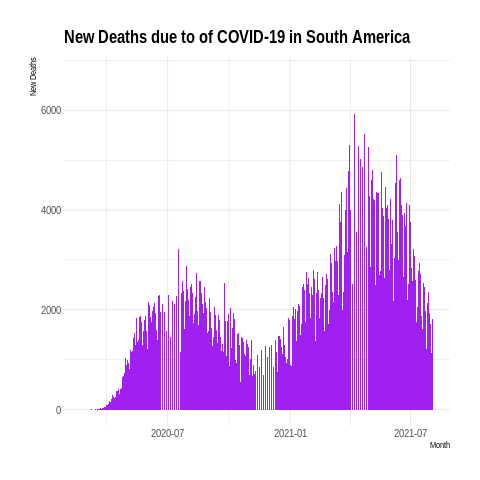 New Deaths due to of COVID-19 in South America
New Deaths
6000
4000
2000
0
2020-07
2021-01
2021-07
Month